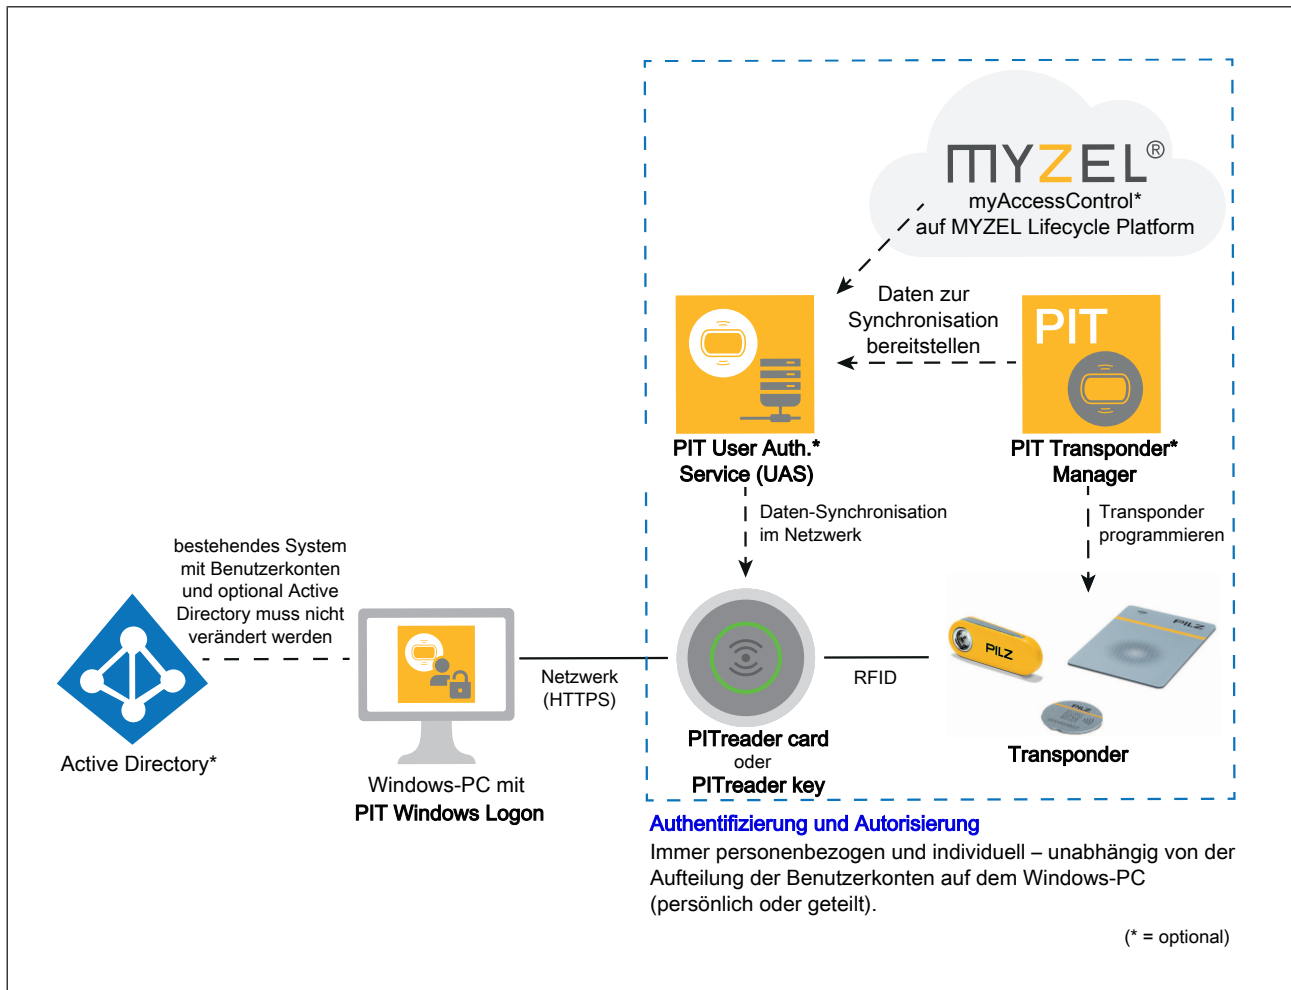 MYZEL®
myAccessControl*
auf MYZEL Lifecycle Platform
Daten zur
Synchronisation
bereitstellen
PIT
PIT User Auth.*
Service (UAS)
PIT Transponder*
Manager
Daten-Synchronisation
im Netzwerk
Transponder
programmieren
bestehendes System
mit Benutzerkonten
und optional Active
Directory muss nicht
verändert werden
Netzwerk
(HTTPS)
RFID
PILZ
PILZ
PILZ
Active Directory*
Windows-PC mit
PIT Windows Logon
PITreader card
oder
PITreader key
Transponder
Authentifizierung und Autorisierung
Immer personenbezogen und individuell – unabhängig von der
Aufteilung der Benutzerkonten auf dem Windows-PC
(persönlich oder geteilt).
(* = optional)